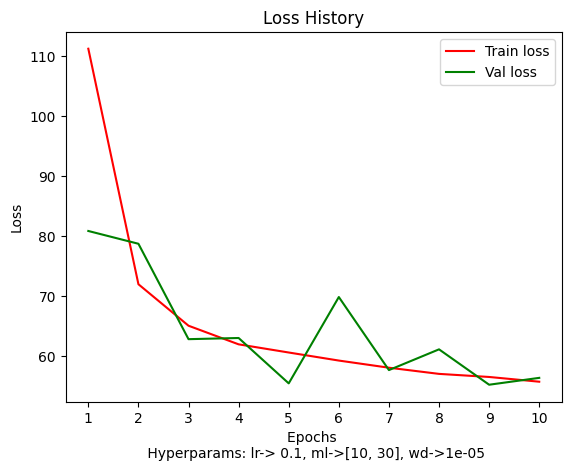 Loss History
Train loss
Val loss
Loss
110
100
90
80
70
60
1 2 3 4 5 6 7 8 9 10
Epochs
Hyperparams: lr-> 0.1, ml->[10, 30], wd->1e-05